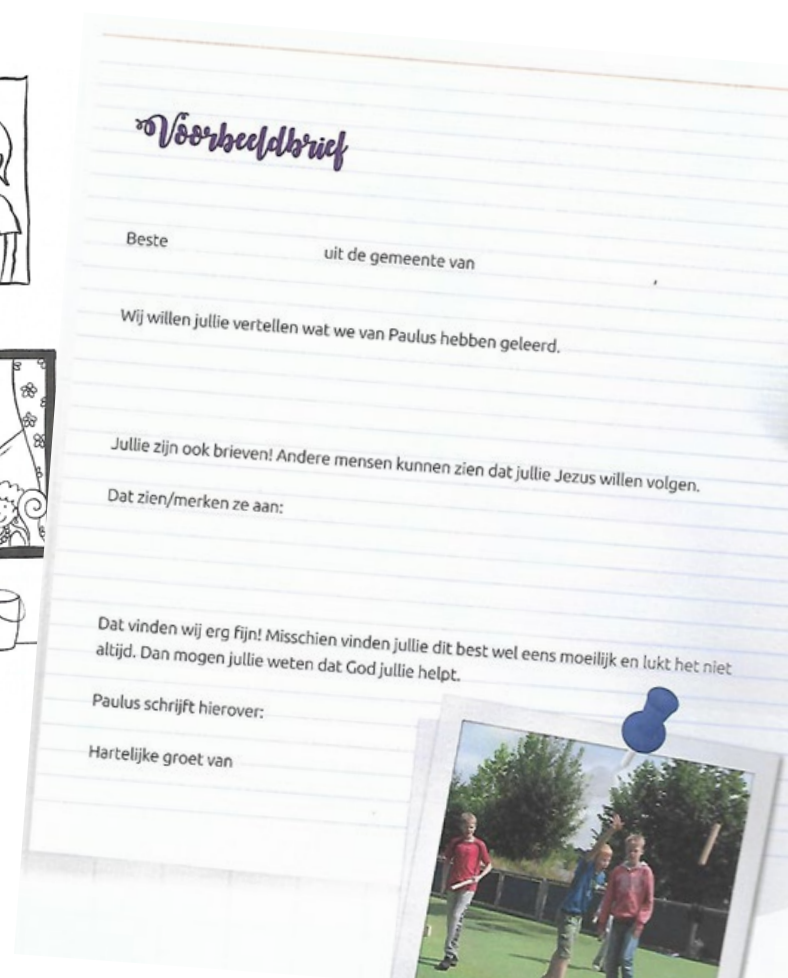 Voorbeeldbrief
Beste uit de gemeente van ,
Wij willen jullie vertellen wat we van Paulus hebben geleerd.
Jullie zijn ook brieven! Andere mensen kunnen zien dat jullie Jezus willen volgen.
Dat zien/merken ze aan:
Dat vinden wij erg fijn! Misschien vinden jullie dit best wel eens moeilijk en lukt het niet
altijd. Dan mogen jullie weten dat God jullie helpt.
Paulus schrijft hierover:
Hartelijke groet van